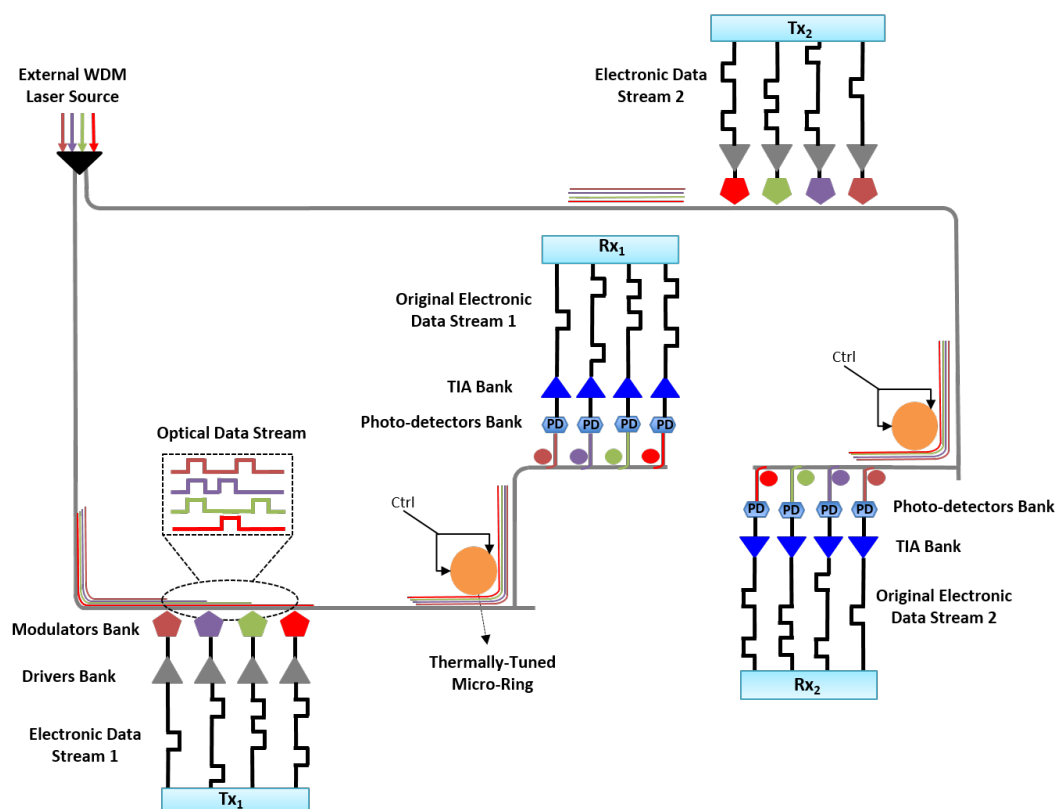 Tx2
External WDM
Laser Source
Electronic Data
Stream 2
Rx1
Original Electronic
Data Stream 1
Ctrl
TIA Bank
Photo-detectors Bank
PD PD PD PD
Optical Data Stream
Ctrl
PD PD PD PD
Photo-detectors Bank
TIA Bank
Original Electronic
Data Stream 2
Modulators Bank
Thermally-Tuned
Micro-Ring
Drivers Bank
Rx2
Electronic Data
Stream 1
Tx1